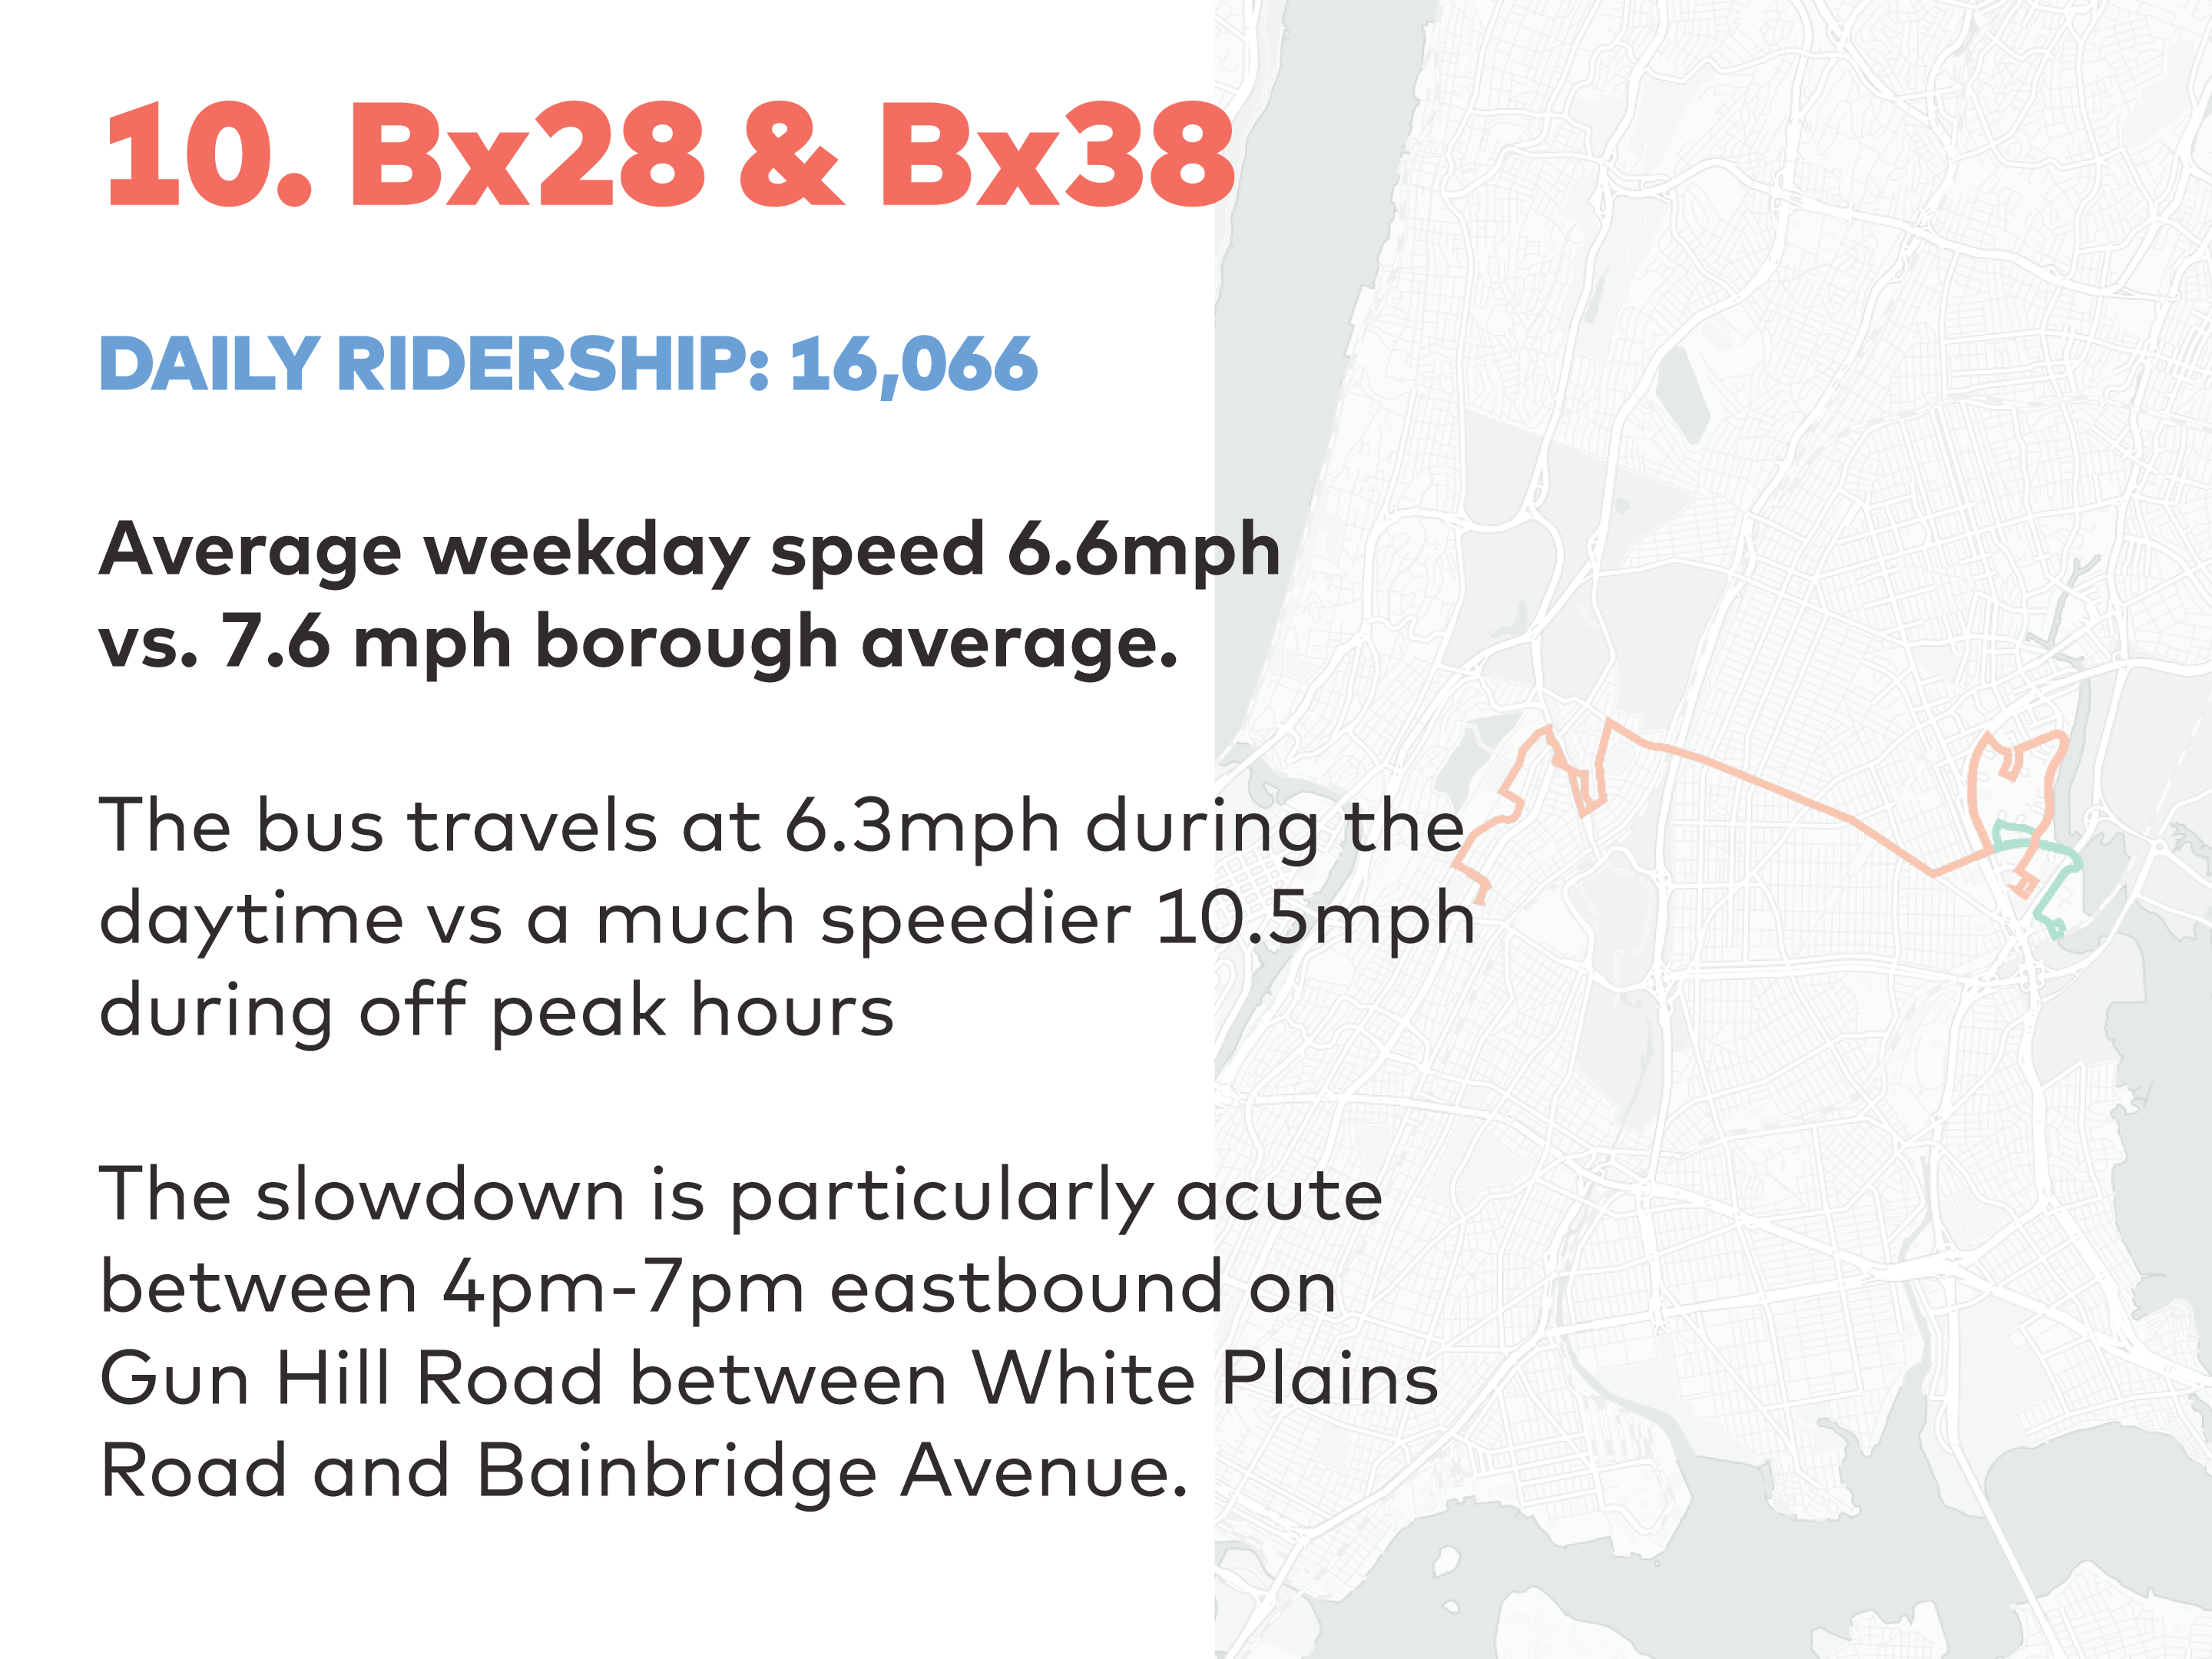 10. Bx28 & Bx38
DAILY RIDERSHIP: 16,066
Average weekday speed 6.6mph
vs. 7.6 mph borough average.
The bus travels at 6.3mph during the
daytime vs a much speedier 10.5mph
during off peak hours
The slowdown is particularly acute
between 4pm-7pm eastbound on
Gun Hill Road between White Plains
Road and Bainbridge Avenue.